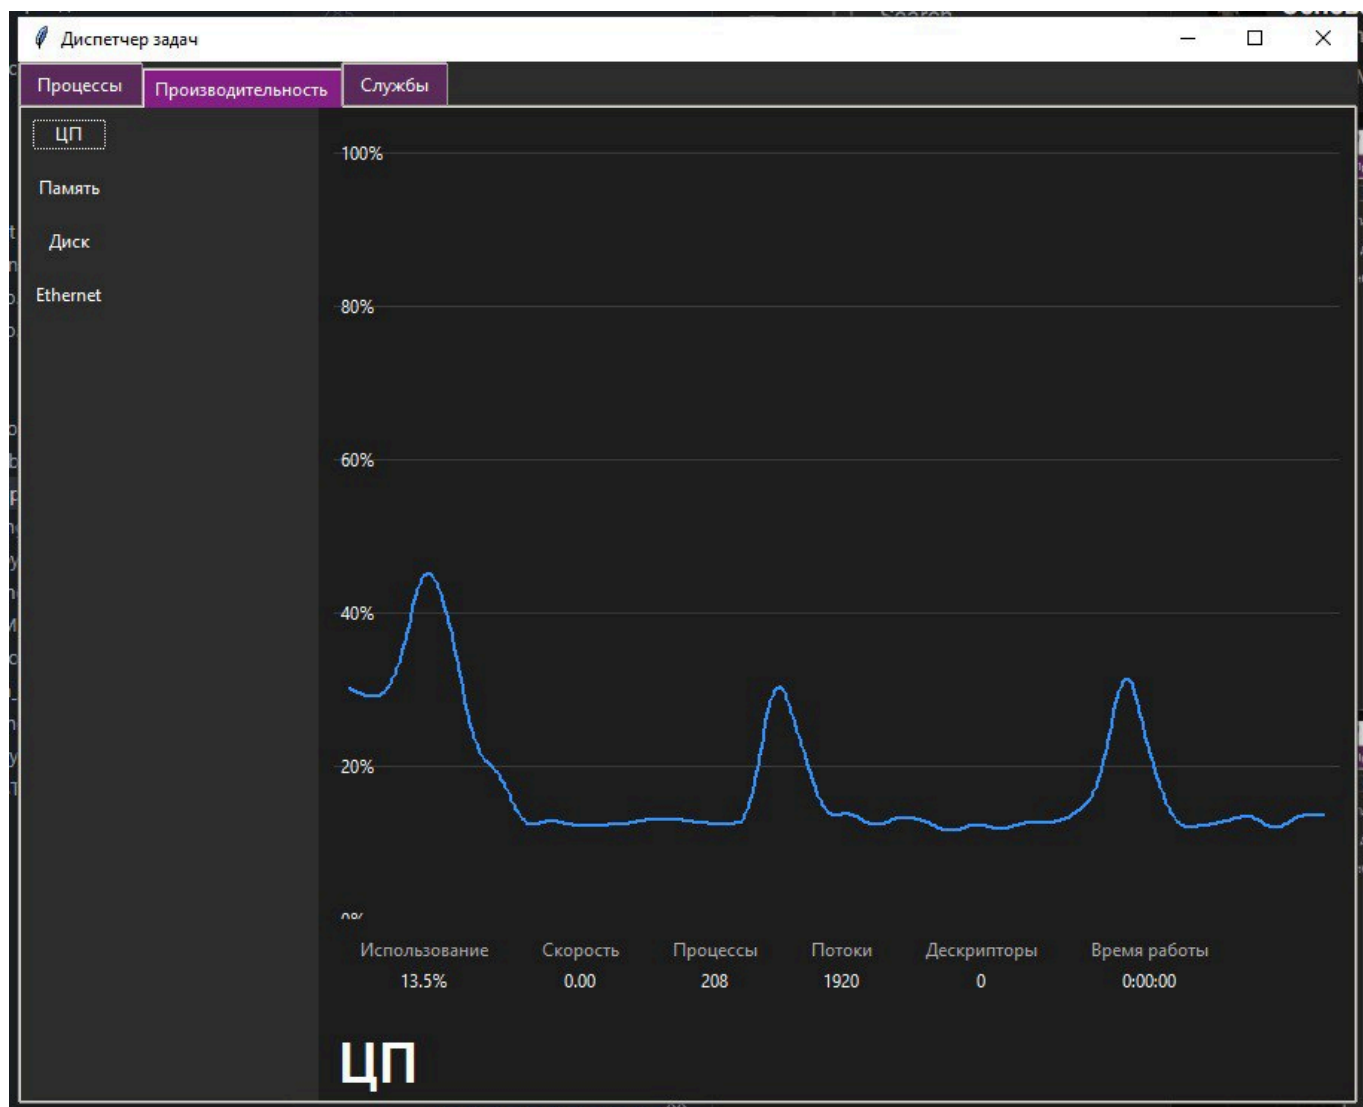 Диспетчер задач
Процессы Производительность Службы
ЦП
Память
Диск
Ethernet
100%
80%
60%
40%
20%
0%
Использование Скорость Процессы Потоки Дескрипторы Время работы
13.5% 0.00 208 1920 0 0:00:00
ЦП